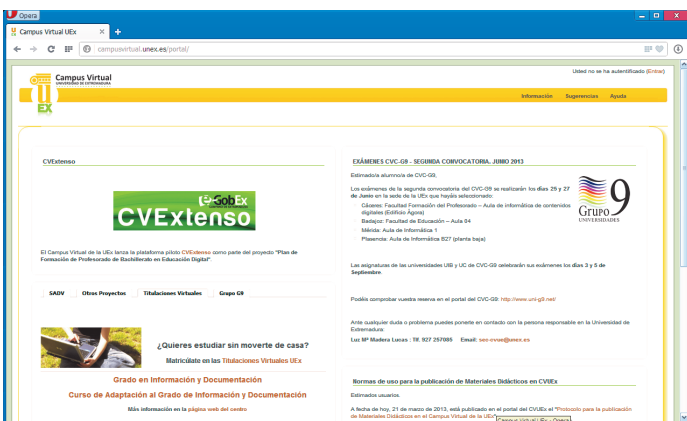 Opera
Campus Virtual UEx
campusvirtual.unex.es/portal/
Usted no se ha autentificado (Entrar)
Campus Virtual
UNIVERSIDAD DE EXTREMADURA
UEX
Información Sugerencias Ayuda
CVExtenso
GobEx
CVExtenso
El Campus Virtual de la UEx lanza la plataforma piloto CVExtenso como parte del proyecto "Plan de
Formación de Profesorado de Bachillerato en Educación Digital".
SADV Otros Proyectos Titulaciones Virtuales Grupo G9
¿Quieres estudiar sin moverte de casa?
Matricúlate en las Titulaciones Virtuales UEx
Grado en Información y Documentación
Curso de Adaptación al Grado de Información y Documentación
Más información en la página web del centro
EXÁMENES CVC-G9 - SEGUNDA CONVOCATORIA. JUNIO 2013
Estimado/a alumno/a de CVC-G9,
Los exámenes de la segunda convocatoria del CVC-G9 se realizarán los días 25 y 27
de Junio en la sede de la UEx que hayáis seleccionado:
Cáceres: Facultad Formación del Profesorado – Aula de informática de contenidos
digitales (Edificio Ágora)
Badajoz: Facultad de Educación – Aula 84
Mérida: Aula de Informática 1
Plasencia: Aula de Informática B27 (planta baja)
9
Grupo
UNIVERSIDADES
Las asignaturas de las universidades UIB y UC de CVC-G9 celebrarán sus exámenes los días 3 y 5 de
Septiembre.
Podéis comprobar vuestra reserva en el portal del CVC-G9: http://www.uni-g9.net/
Ante cualquier duda o problema puedes ponerte en contado con la persona responsable en la Universidad de
Extremadura:
Luz Mª Madera Lucas : Tlf. 927 257085 Email: sec-cvue@unex.es
Normas de uso para la publicación de Materiales Didácticos en CVUEx
Estimados usuarios.
A fecha de hoy, 21 de marzo de 2013, está publicado en el portal del CVUEx el "Protocolo para la publicación
de Materiales Didácticos en el Campus Virtual de la UEx"
Campus Virtual UEx - Opera